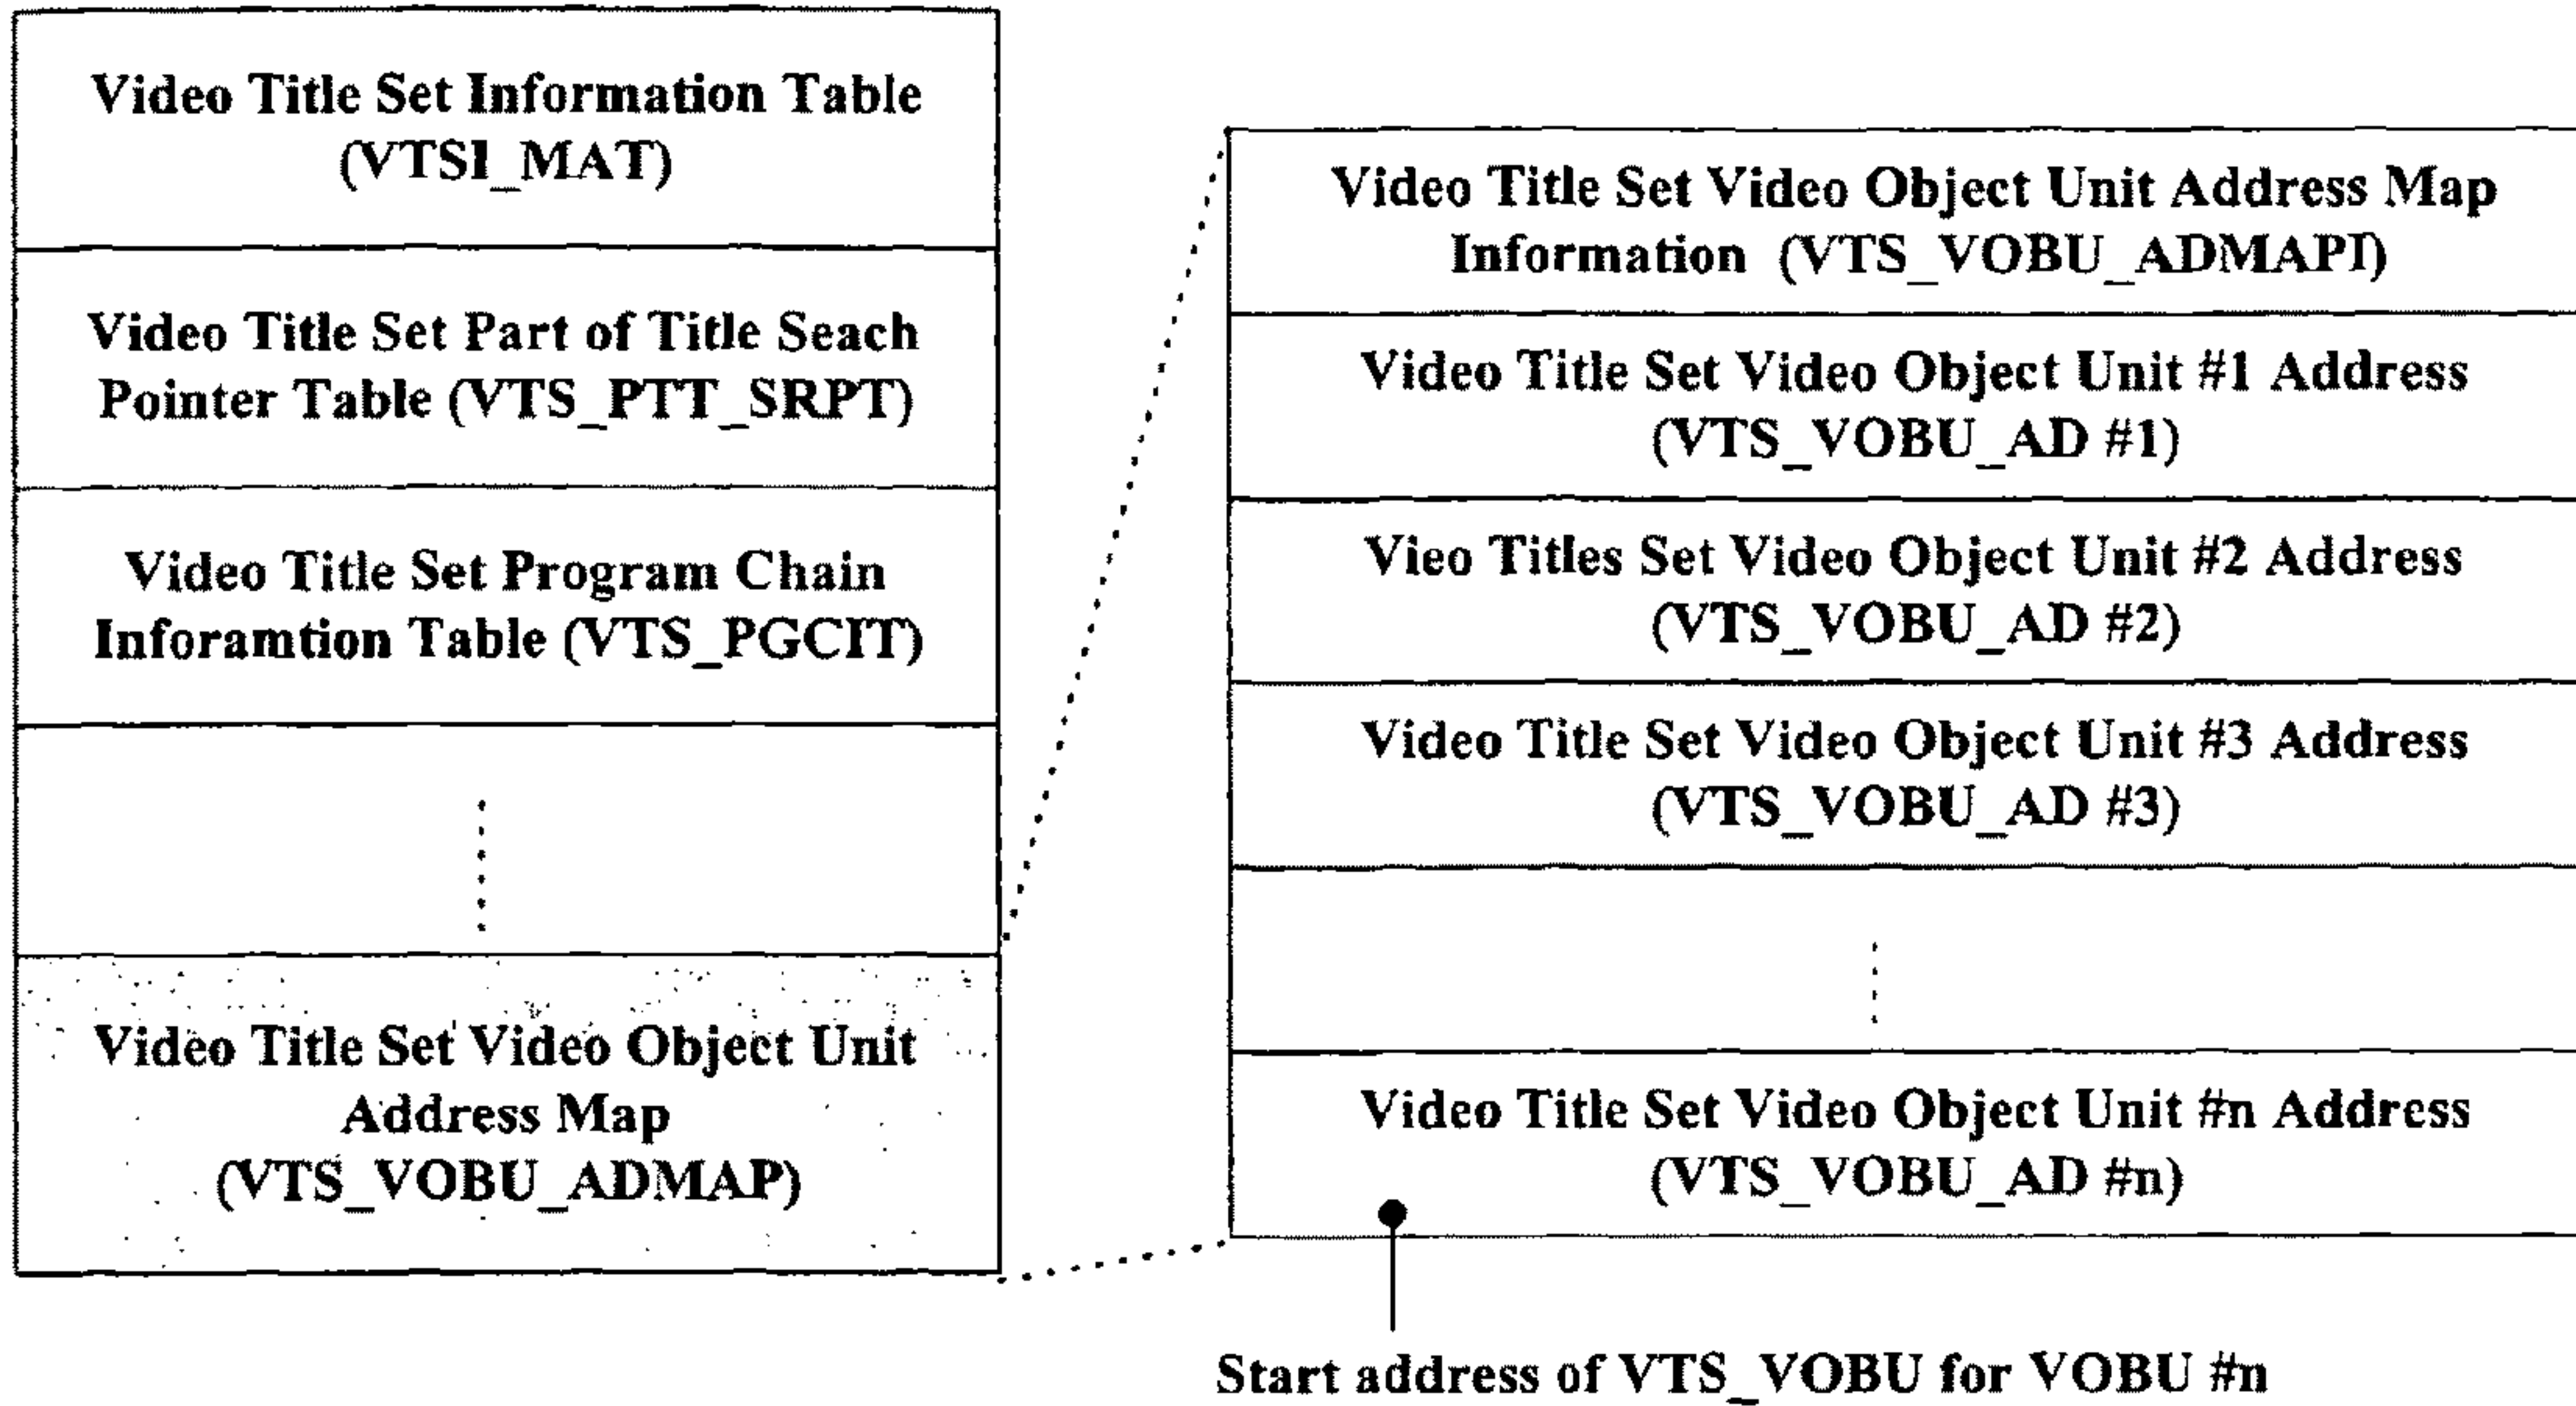 Video Title Set Information Table
(VTSI_MAT)
Video Title Set Part of Title Seach
Pointer Table (VTS_PTT_SRPT)
Video Title Set Program Chain
Inforamtion Table (VTS_PGCIT)
Video Title Set Video Object Unit
Address Map
(VTS_VOBU_ADMAP)
Video Title Set Video Object Unit Address Map
Information (VTS_VOBU_ADMAPI)
Video Title Set Video Object Unit #1 Address
(VTS_VOBU_AD #1)
Vieo Titles Set Video Object Unit #2 Address
(VTS_VOBU_AD #2)
Video Title Set Video Object Unit #3 Address
(VTS_VOBU_AD #3)
Video Title Set Video Object Unit #n Address
(VTS_VOBU_AD #n)
Start address of VTS_VOBU for VOBU #n